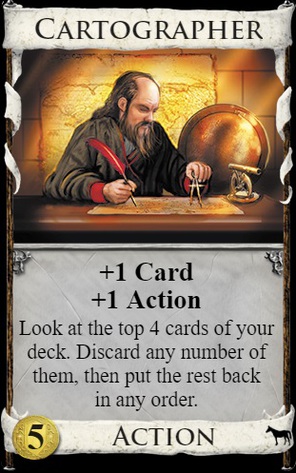 CARTOGRAPHER
+1 Card
+1 Action
Look at the top 4 cards of your
deck. Discard any number of
them, then put the rest back
in any order.
5
ACTION